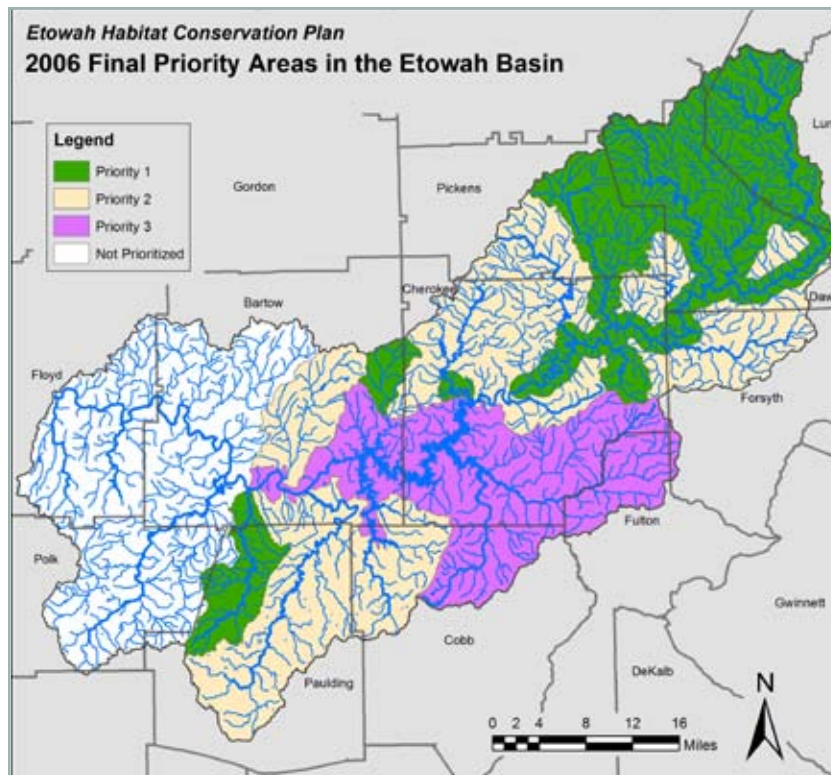 Etowah Habitat Conservation Plan
2006 Final Priority Areas in the Etowah Basin
Legend
Priority 1
Priority 2
Priority 3
Not Prioritized
Lum
Gordon
Pickens
Cherokee
Daw
Bartow
Floyd
Forsyth
Fulton
Polk
Gwinnett
Cobb
DeKalb
Paulding
N
0 2 4 8 12 16
Miles